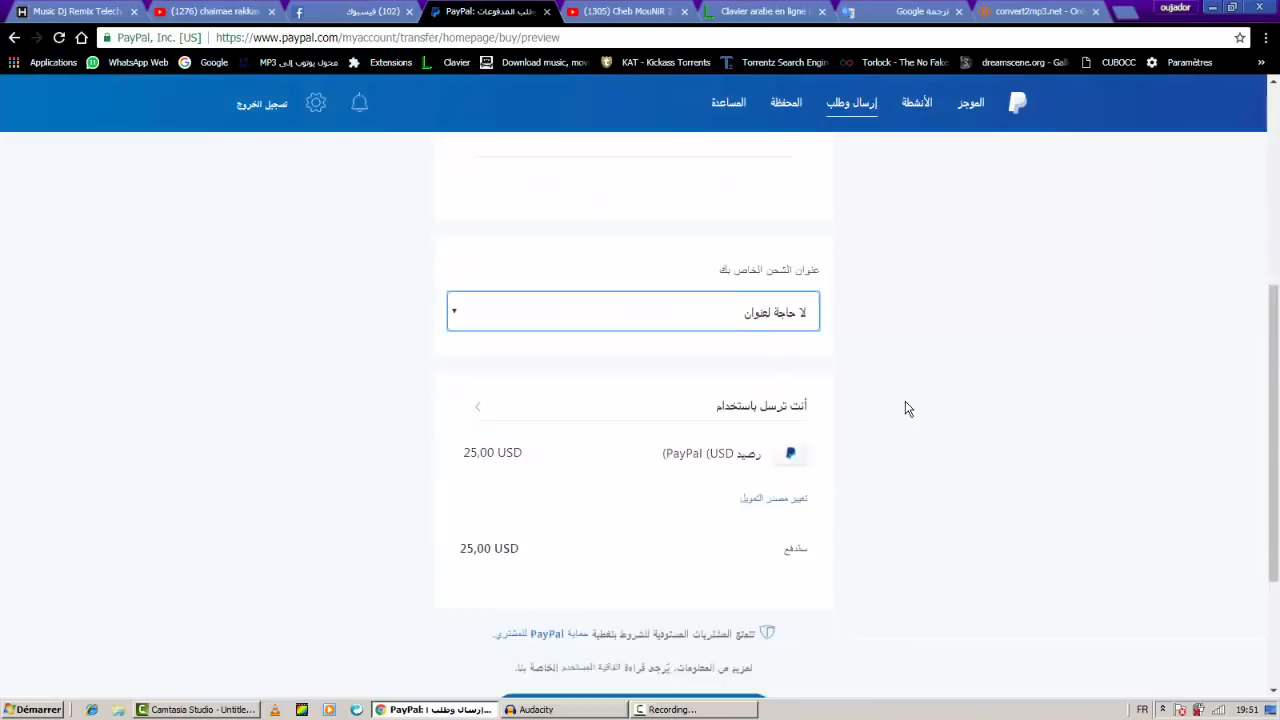 Music Dj Remix Telech
(1276) chaimae rakkas
(102) فيسبوك
PayPal: وطلب المدفوعات
(1305) Cheb MouNiR 2
Clavier arabe en ligne
ترجمة Google
convert2mp3.net - On
oujador
PayPal, Inc. [US]
https://www.paypal.com/myaccount/transfer/homepage/buy/preview
Applications
WhatsApp Web
Google
محول يوتوب إلى MP3
Extensions
Clavier
Download music, mov
KAT - Kickass Torrents
Torrentz Search Engin
Torlock - The No Fake
dreamscene.org - Gal
CUBOCC
Paramètres
»
الموجز
الأنشطة
إرسال وطلب
المحفظة
المساعدة
تسجيل الخروج
عنوان الشحن الخاص بك
لا حاجة لعنوان
أنت ترسل باستخدام
رصيد PayPal (USD)
25,00 USD
تغيير مصدر التمويل
ستدفع
25,00 USD
تتمتع المشتريات المستوفية للشروط بتغطية حماية PayPal للمشتري.
لمزيد من المعلومات، يُرجى قراءة اتفاقية المستخدم الخاصة بنا.
Démarrer
Camtasia Studio - Untitle...
PayPal: إرسال وطلب ا...
Audacity
Recording...
FR
19:51